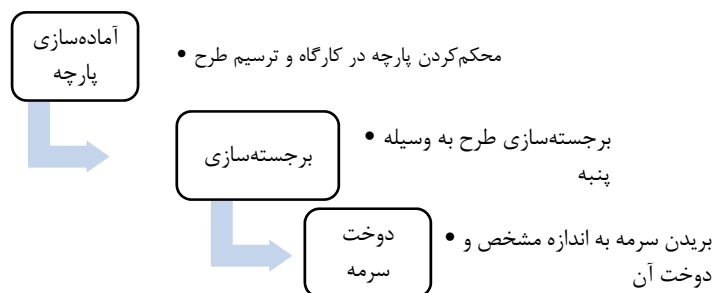 آماده‌سازی
پارچه
• محکم‌کردن پارچه در کارگاه و ترسیم طرح
برجسته‌سازی
• برجسته‌سازی طرح به وسیله
پنبه
دوخت
سرمه
• بریدن سرمه به اندازه مشخص و
دوخت آن